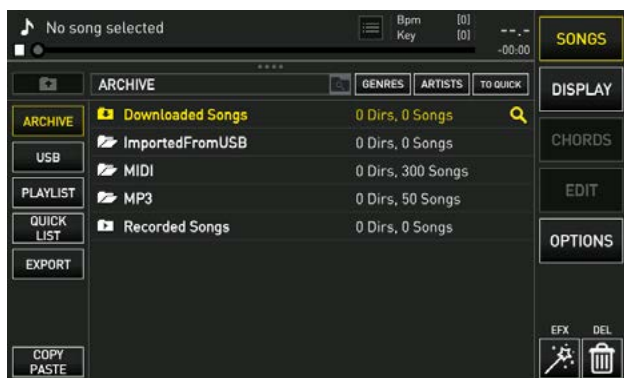 No song selected
Bpm [0]
Key [0]
--.-
-00:00
SONGS
ARCHIVE
GENRES
ARTISTS
TO QUICK
DISPLAY
ARCHIVE
Downloaded Songs 0 Dirs, 0 Songs
CHORDS
ImportedFromUSB 0 Dirs, 0 Songs
USB
MIDI 0 Dirs, 300 Songs
PLAYLIST
MP3 0 Dirs, 50 Songs
EDIT
QUICK
LIST
Recorded Songs 0 Dirs, 0 Songs
OPTIONS
EXPORT
EFX DEL
COPY
PASTE